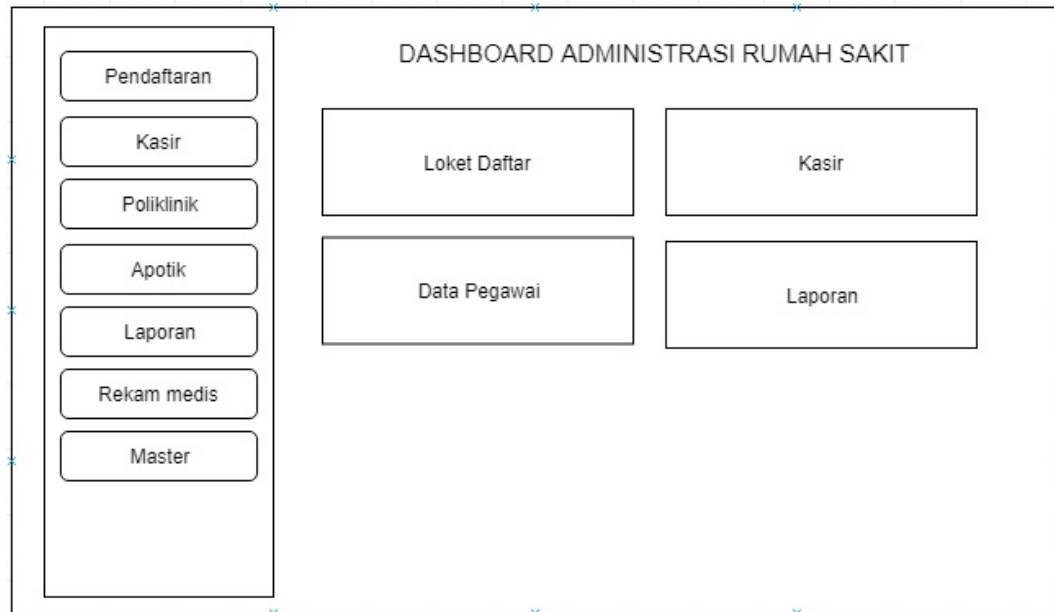 Pendaftaran
Kasir
Poliklinik
Apotik
Laporan
Rekam medis
Master
DASHBOARD ADMINISTRASI RUMAH SAKIT
Loket Daftar
Kasir
Data Pegawai
Laporan